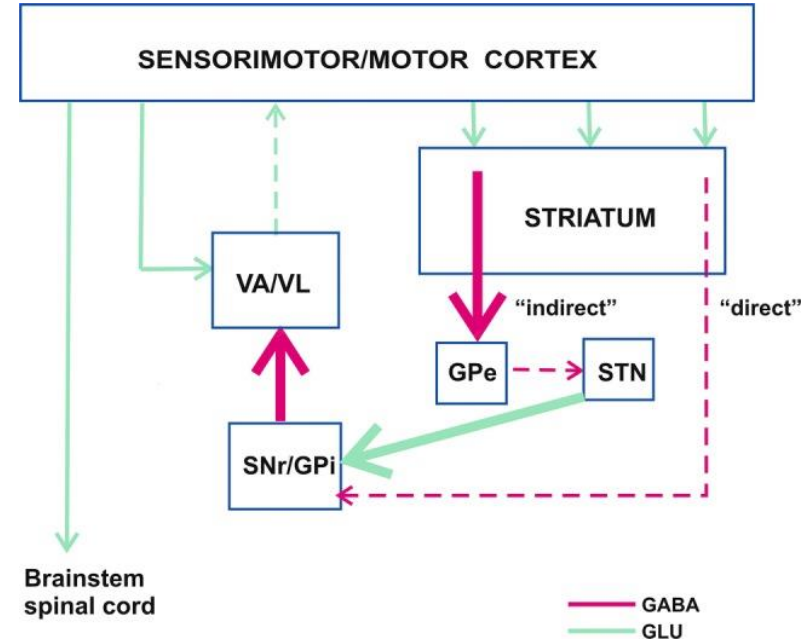 SENSORIMOTOR/MOTOR CORTEX
STRIATUM
VA/VL
“indirect”
“direct”
GPe
STN
SNr/GPi
Brainstem
spinal cord
GABA
GLU